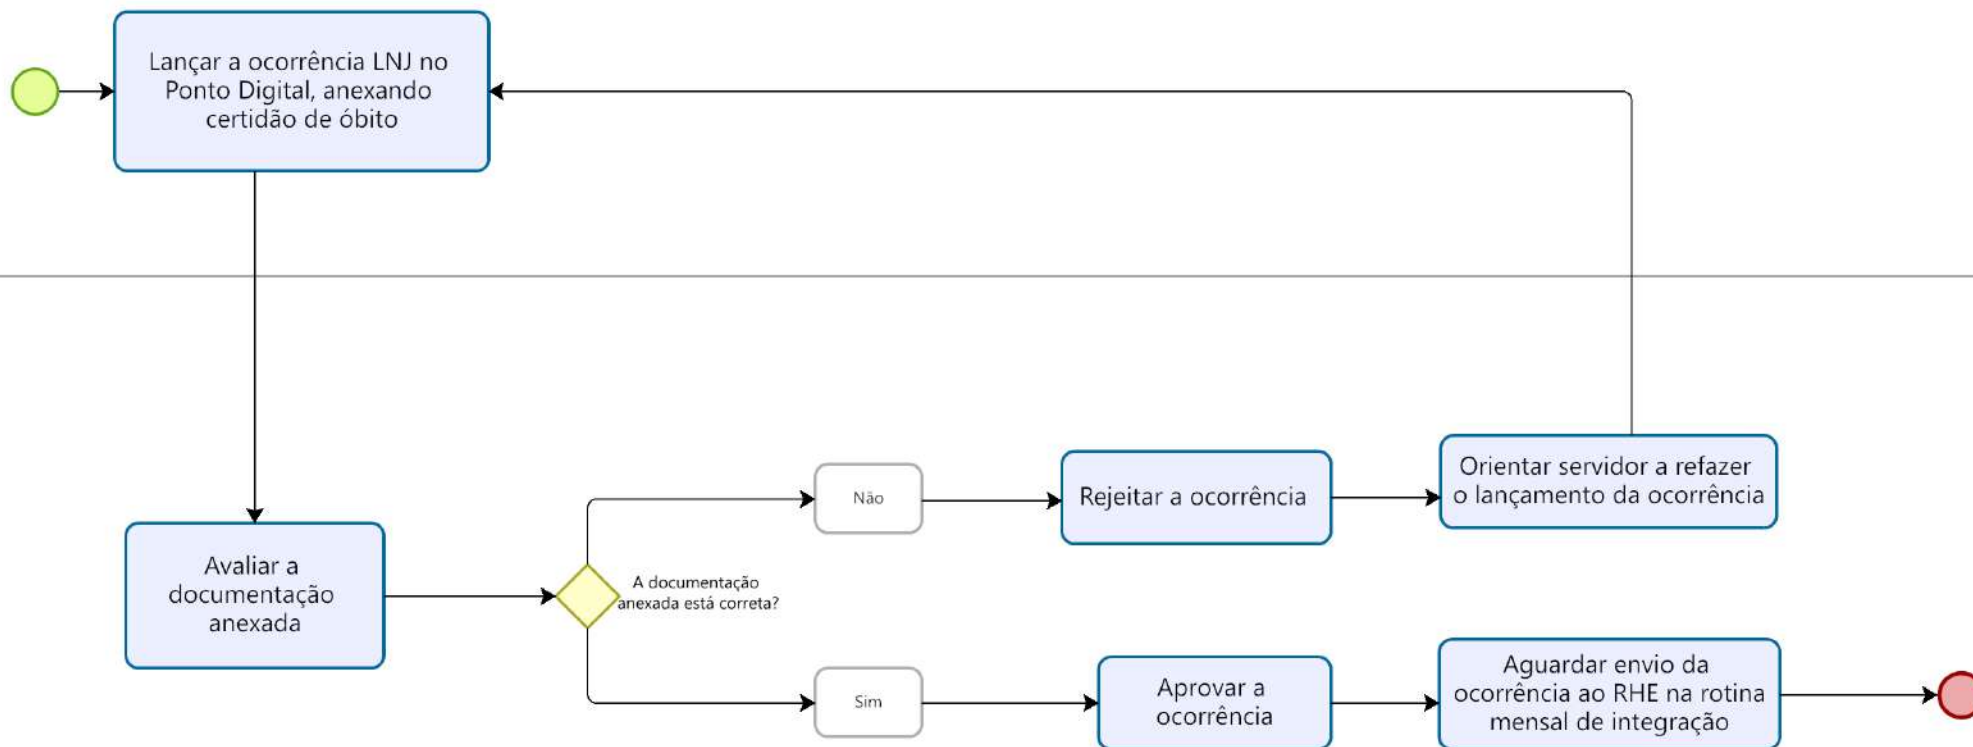 Lançar a ocorrência LNJ no
Ponto Digital, anexando
certidão de óbito
Avaliar a
documentação
anexada
A documentação
anexada está correta?
Não
Rejeitar a ocorrência
Orientar servidor a refazer
o lançamento da ocorrência
Sim
Aprovar a
ocorrência
Aguardar envio da
ocorrência ao RHE na rotina
mensal de integração